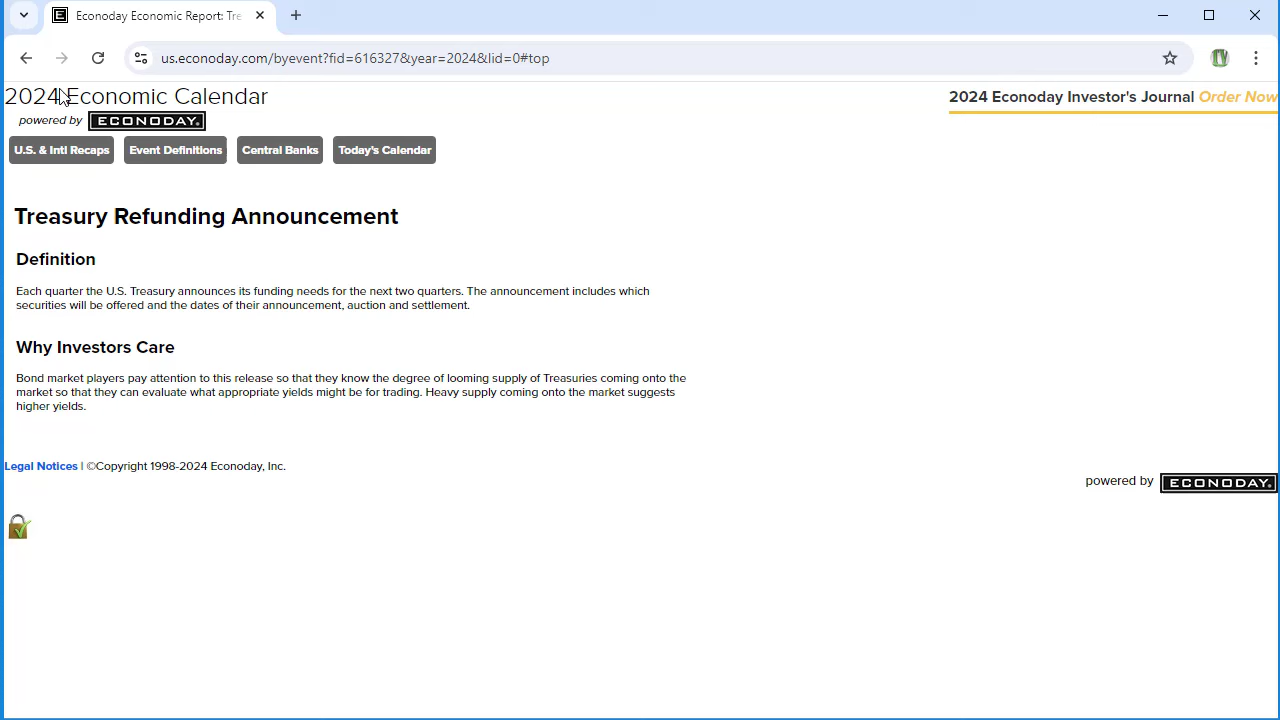 Econoday Economic Report: Tre
us.econoday.com/byevent?fid=616327&year=2024&lid=0#top
2024 Economic Calendar
powered by ECONODAY.
2024 Econoday Investor's Journal Order Now
U.S. & Intl Recaps
Event Definitions
Central Banks
Today's Calendar
Treasury Refunding Announcement
Definition
Each quarter the U.S. Treasury announces its funding needs for the next two quarters. The announcement includes which
securities will be offered and the dates of their announcement, auction and settlement.
Why Investors Care
Bond market players pay attention to this release so that they know the degree of looming supply of Treasuries coming onto the
market so that they can evaluate what appropriate yields might be for trading. Heavy supply coming onto the market suggests
higher yields.
Legal Notices | ©Copyright 1998-2024 Econoday, Inc.
powered by ECONODAY.